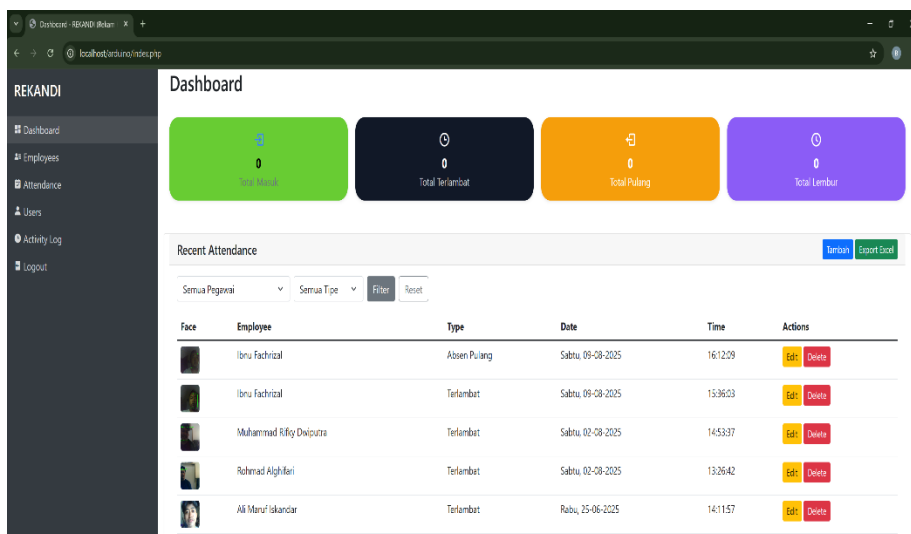 Dashboard - REKANDI (Rekam
localhost/arduino/index.php
REKANDI
Dashboard
Employees
Attendance
Users
Activity Log
Logout
Dashboard
0
Total Masuk
0
Total Terlambat
0
Total Pulang
0
Total Lembur
Recent Attendance
Tambah Export Excel
Semua Pegawai Semua Tipe Filter Reset
Face Employee Type Date Time Actions
Ibnu Fachrizal Absen Pulang Sabtu, 09-08-2025 16:12:09 Edit Delete
Ibnu Fachrizal Terlambat Sabtu, 09-08-2025 15:36:03 Edit Delete
Muhammad Rifky Dwiputra Terlambat Sabtu, 02-08-2025 14:53:37 Edit Delete
Rohmad Alghifari Terlambat Sabtu, 02-08-2025 13:26:42 Edit Delete
Ali Maruf Iskandar Terlambat Rabu, 25-06-2025 14:11:57 Edit Delete